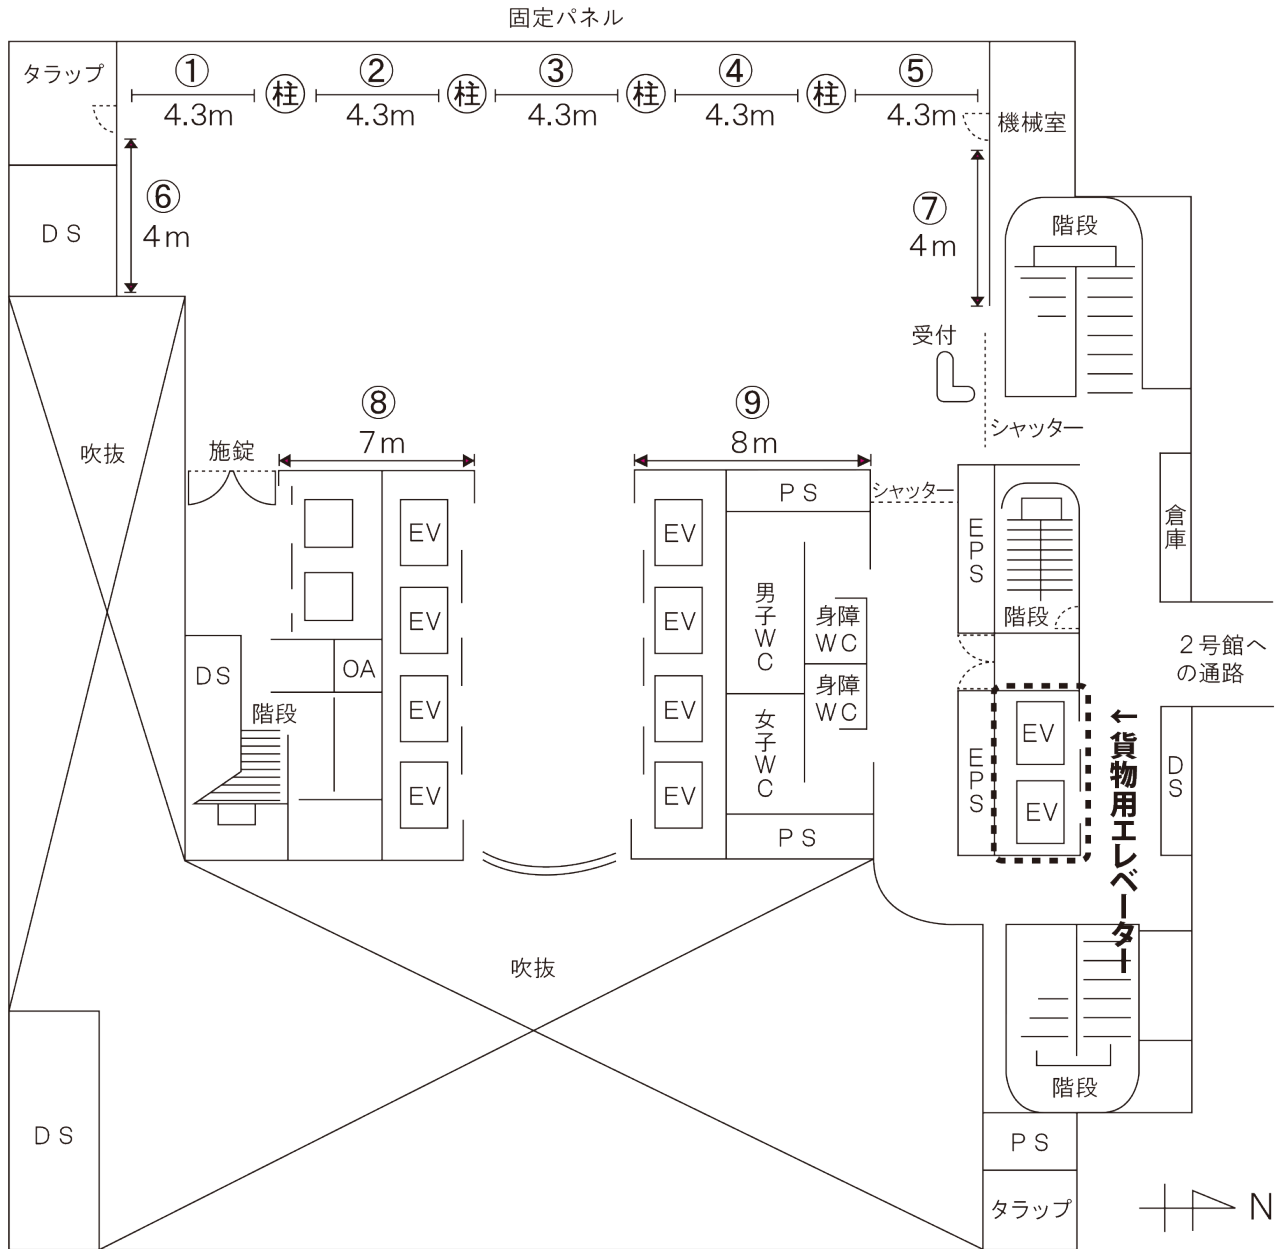 固定パネル
タラップ
① 柱 ② 柱 ③ 柱 ④ 柱 ⑤
4.3m 4.3m 4.3m 4.3m 4.3m
機械室
⑥
4m
⑦
4m
DS
階段
受付
シャッター
⑧
7m
⑨
8m
吹抜
施錠
PS
シャッター
EV
EV
EPS
倉庫
男子WC
身障WC
EV
EV
階段
2号館へ
の通路
DS
OA
身障WC
階段
EV
EV
女子WC
EV
←貨物用エレベーター
EPS
DS
EV
EV
EV
PS
吹抜
階段
DS
PS
タラップ
N